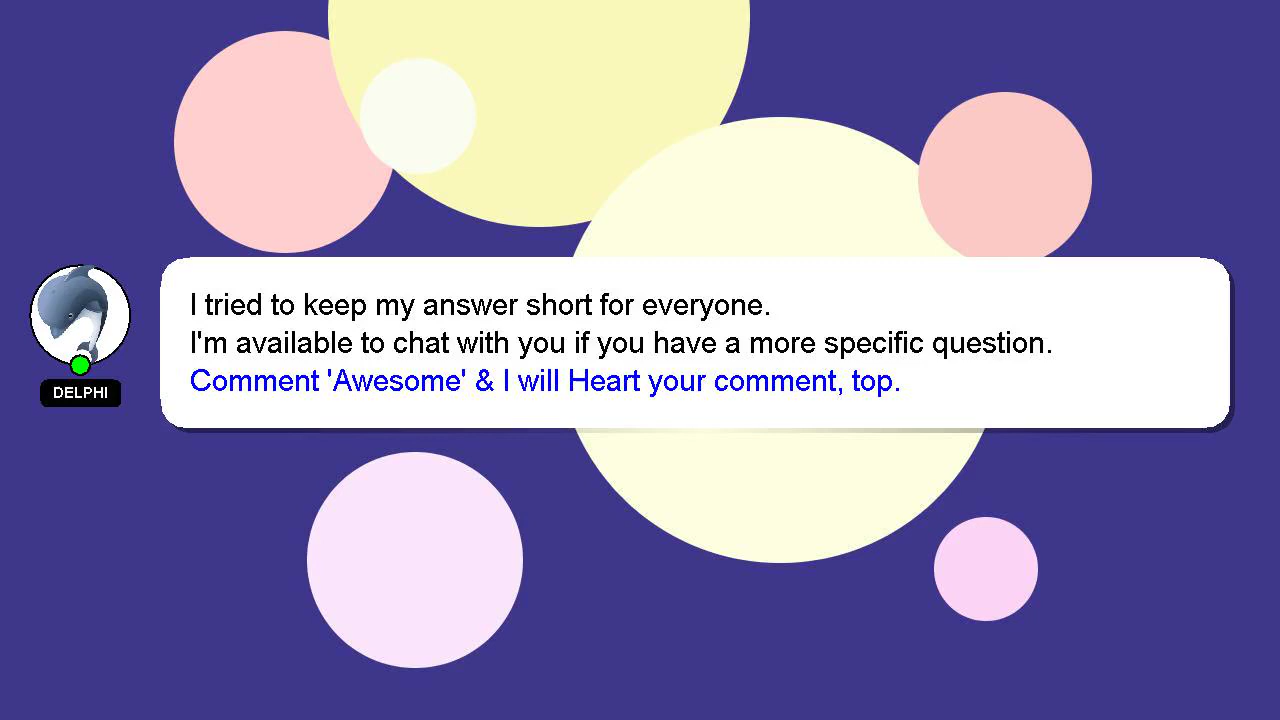 I tried to keep my answer short for everyone.
I'm available to chat with you if you have a more specific question.
Comment 'Awesome' & I will Heart your comment, top.
DELPHI